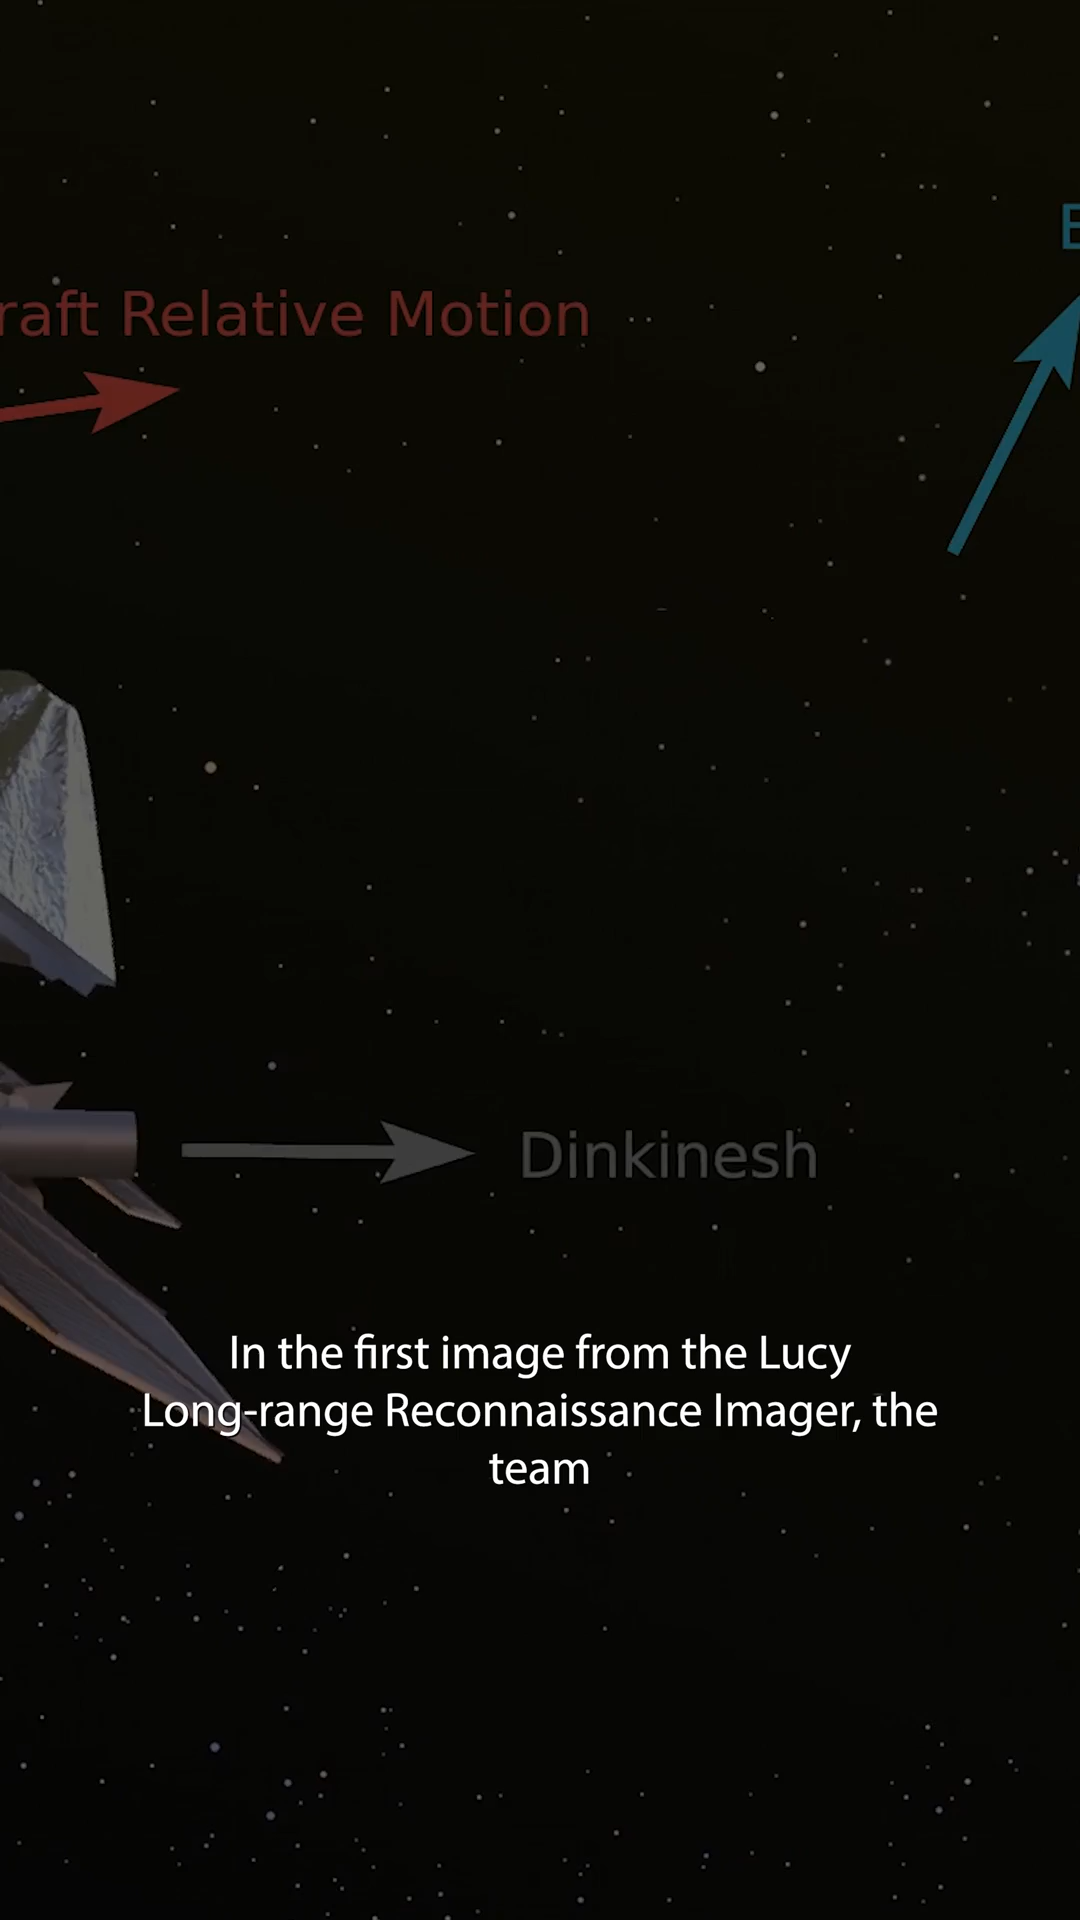 raft Relative Motion
Dinkinesh
In the first image from the Lucy
Long-range Reconnaissance Imager, the
team